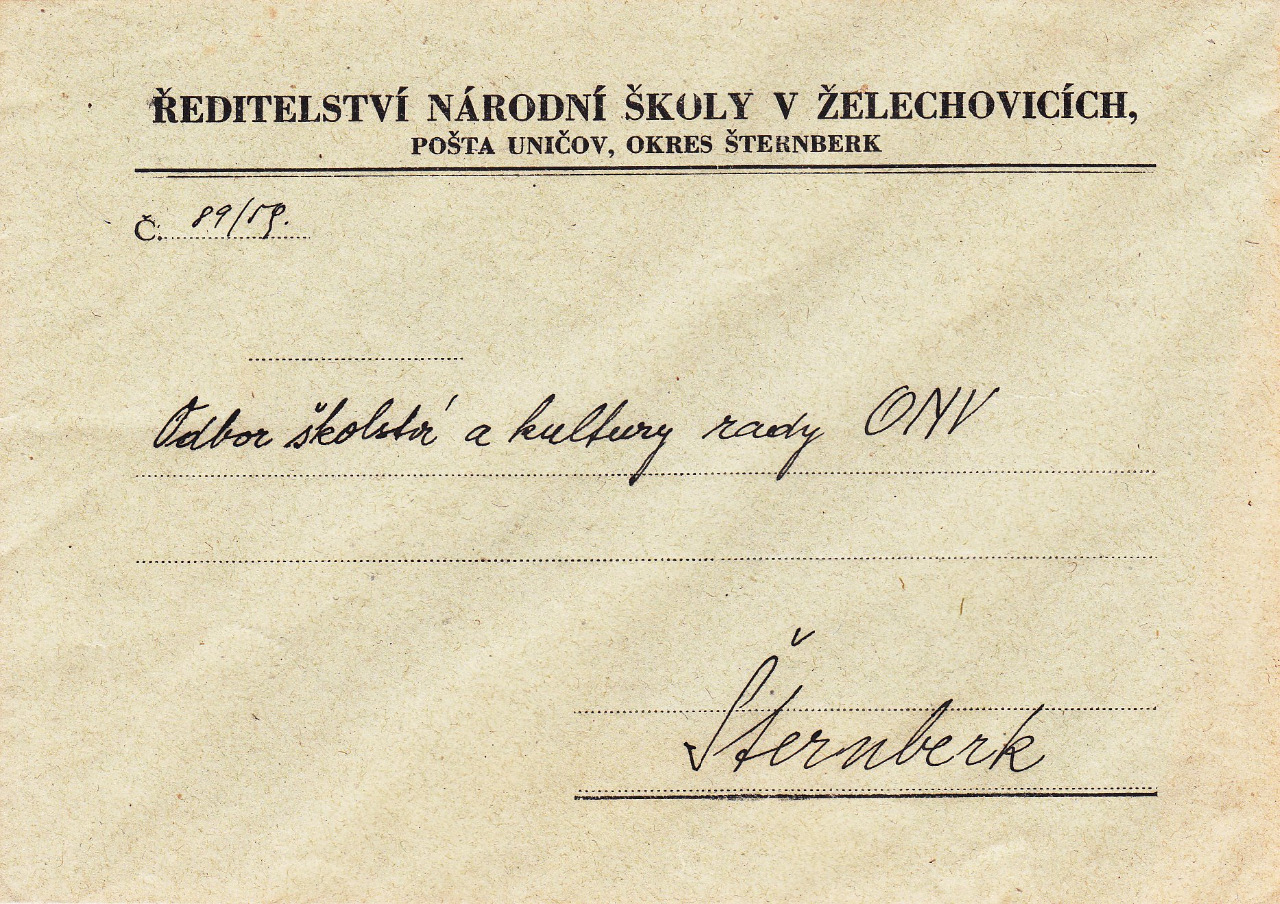 ŘEDITELSTVÍ NÁRODNÍ ŠKOLY V ŽELECHOVICÍCH,
POŠTA UNIČOV, OKRES ŠTERNBERK
Č. 89/59.
Odbor školství a kultury rady ONV
Šternberk